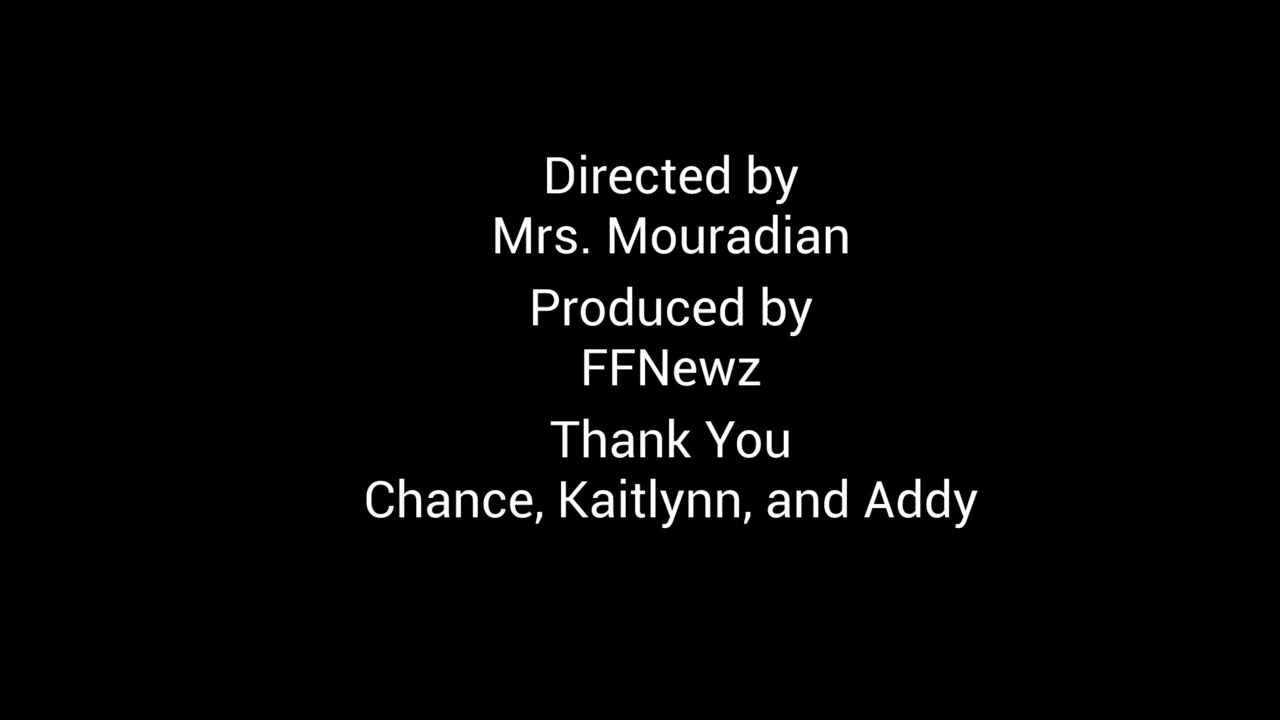 Directed by
Mrs. Mouradian
Produced by
FFNewz
Thank You
Chance, Kaitlynn, and Addy